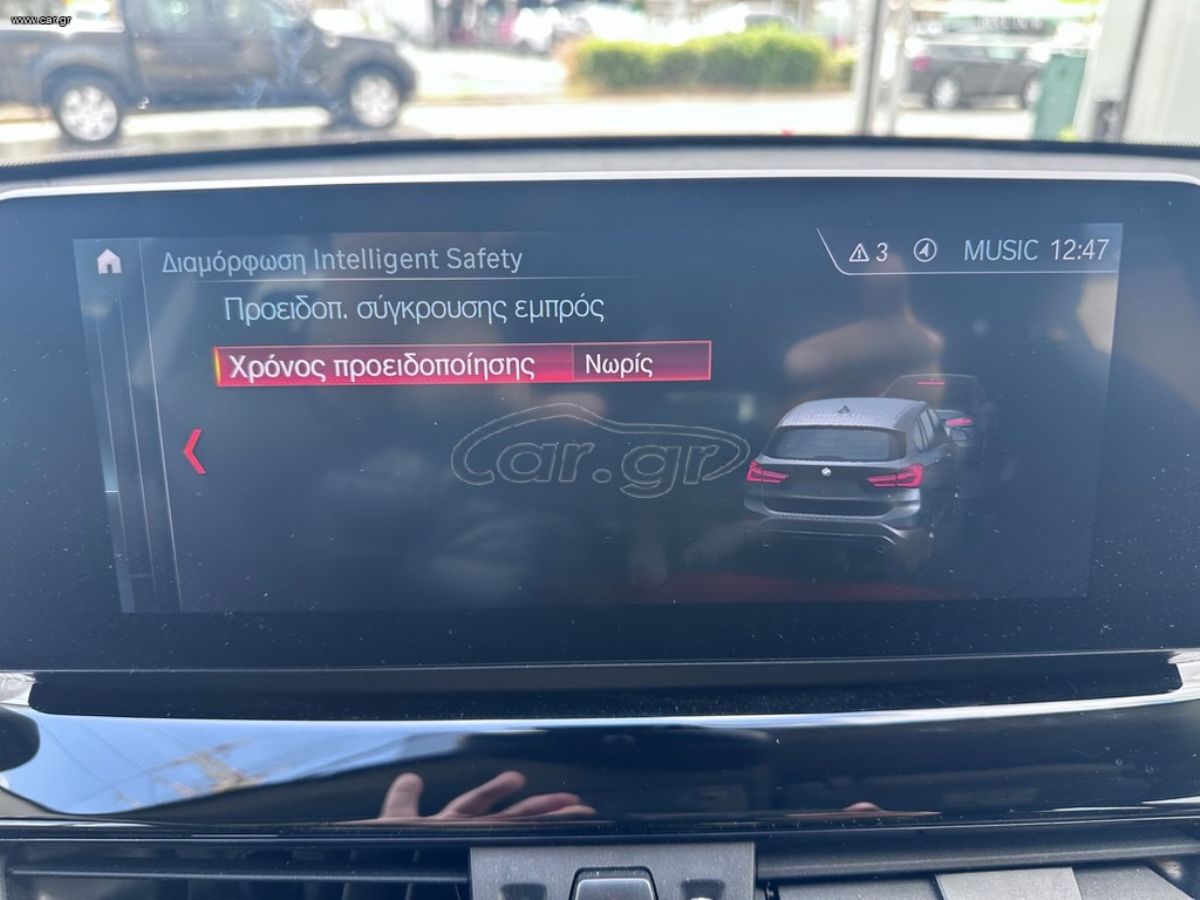 www.car.gr
Διαμόρφωση Intelligent Safety
3 MUSIC 12:47
Προειδοπ. σύγκρουσης εμπρός
Χρόνος προειδοποίησης Νωρίς
car.gr